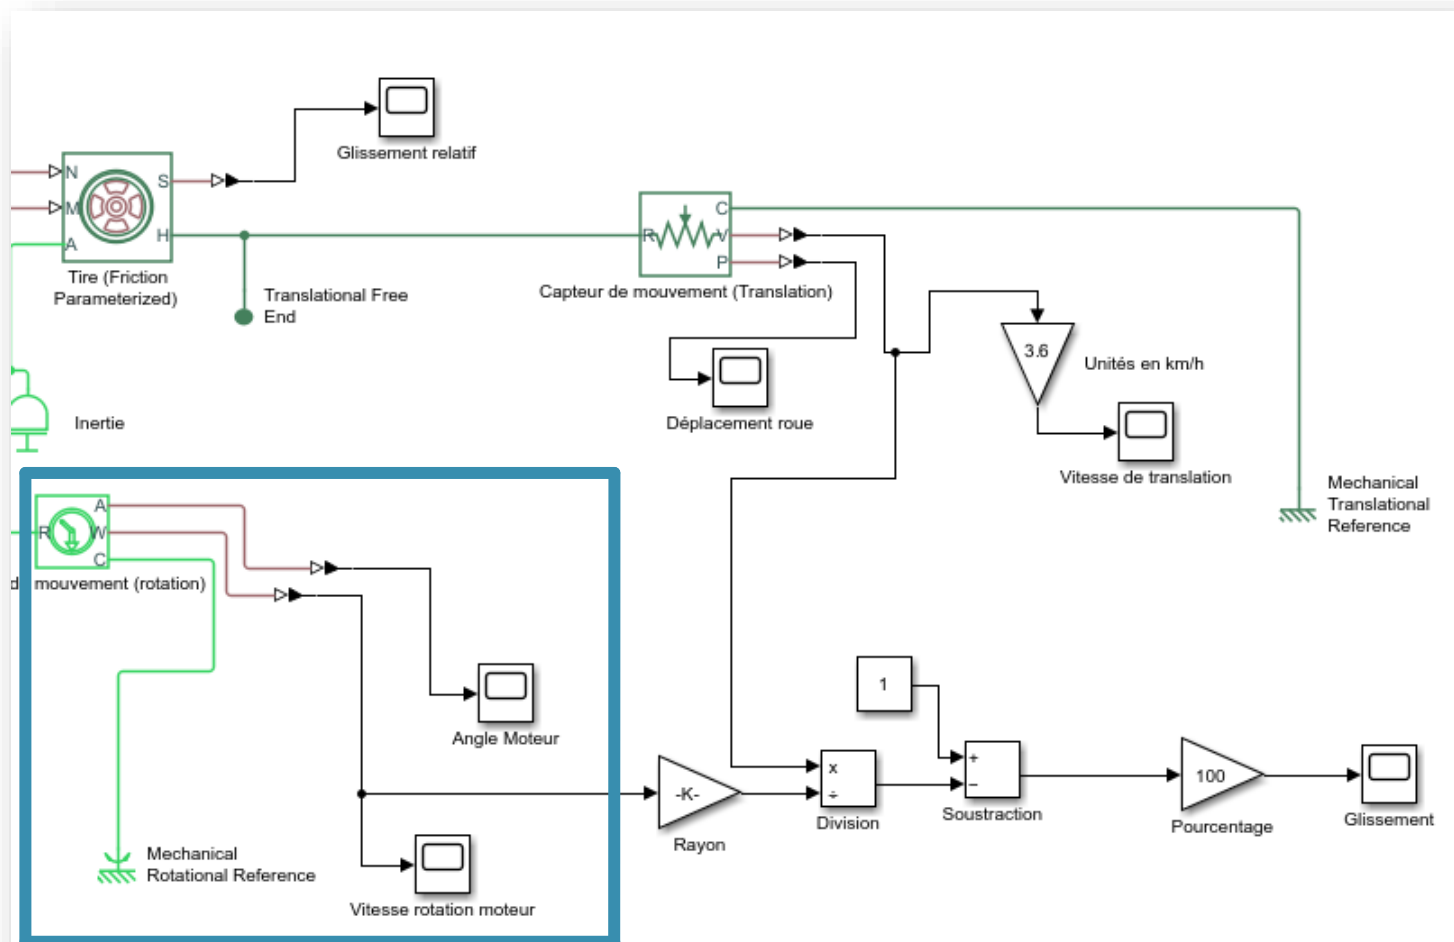 Glissement relatif
N
S
M
A
H
Tire (Friction
Parameterized)
Translational Free
End
C
R
V
P
Capteur de mouvement (Translation)
3.6
Unités en km/h
Déplacement roue
Vitesse de translation
Inertie
Mechanical
Translational
Reference
A
R
W
C
mouvement (rotation)
1
Angle Moteur
-K-
Rayon
x
÷
Division
+
−
Soustraction
100
Pourcentage
Glissement
Mechanical
Rotational Reference
Vitesse rotation moteur